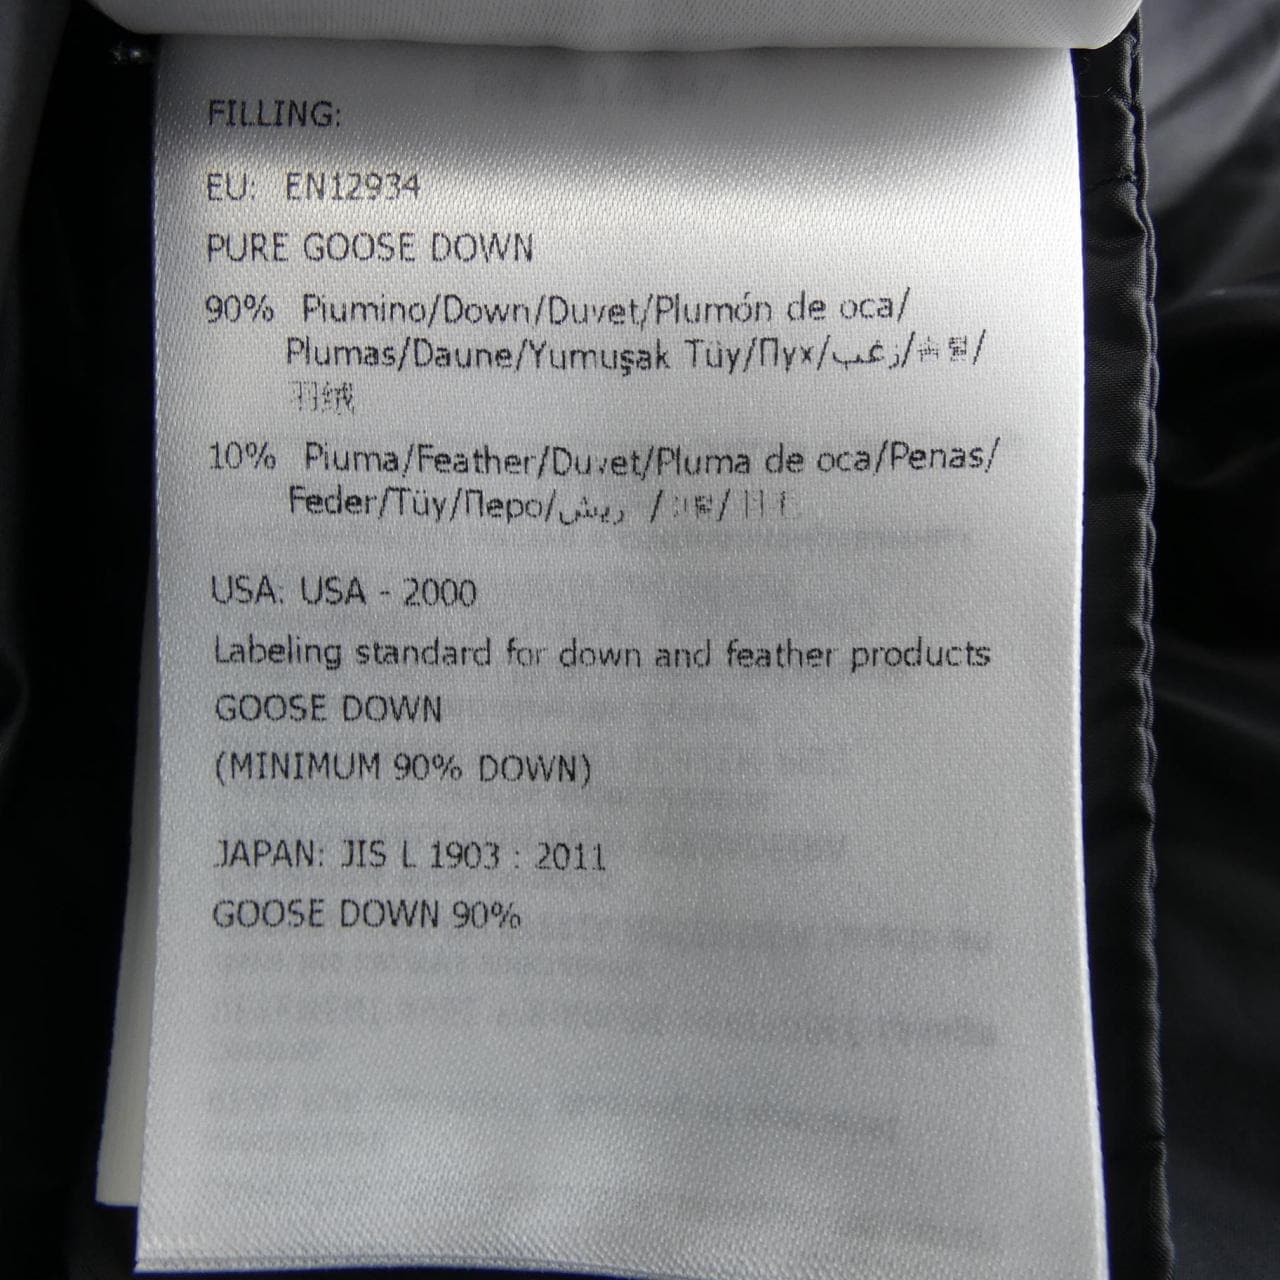 FILLING:
EU: EN12934
PURE GOOSE DOWN
90% Piumino/Down/Duvet/Plumón de oca/
Plumas/Daune/Yumuşak Tüy/Пух/زغب/솜털/
羽绒
10% Piuma/Feather/Duvet/Pluma de oca/Penas/
Feder/Tüy/Перо/ريش /
USA: USA - 2000
Labeling standard for down and feather products
GOOSE DOWN
(MINIMUM 90% DOWN)
JAPAN: JIS L 1903 : 2011
GOOSE DOWN 90%